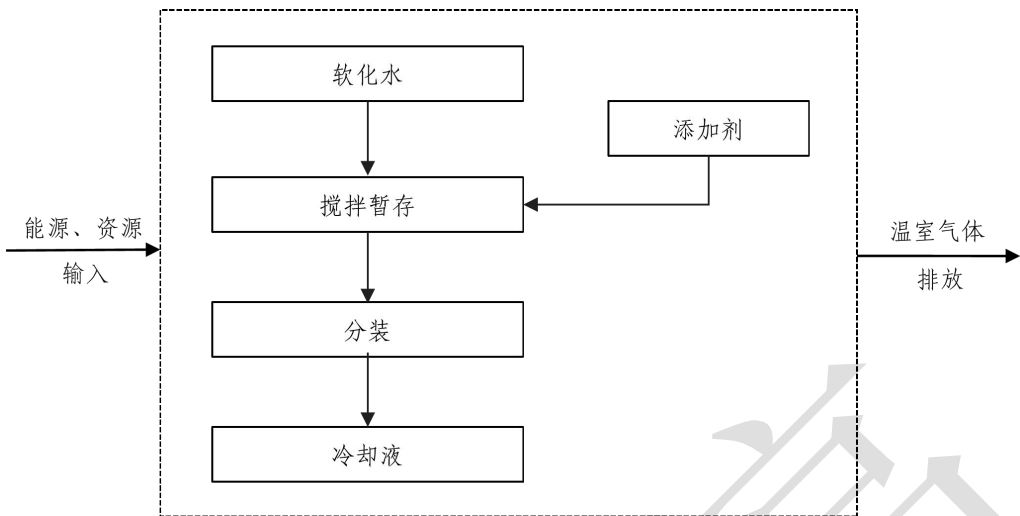 软化水
添加剂
搅拌暂存
能源、资源
输入
温室气体
排放
分装
冷却液